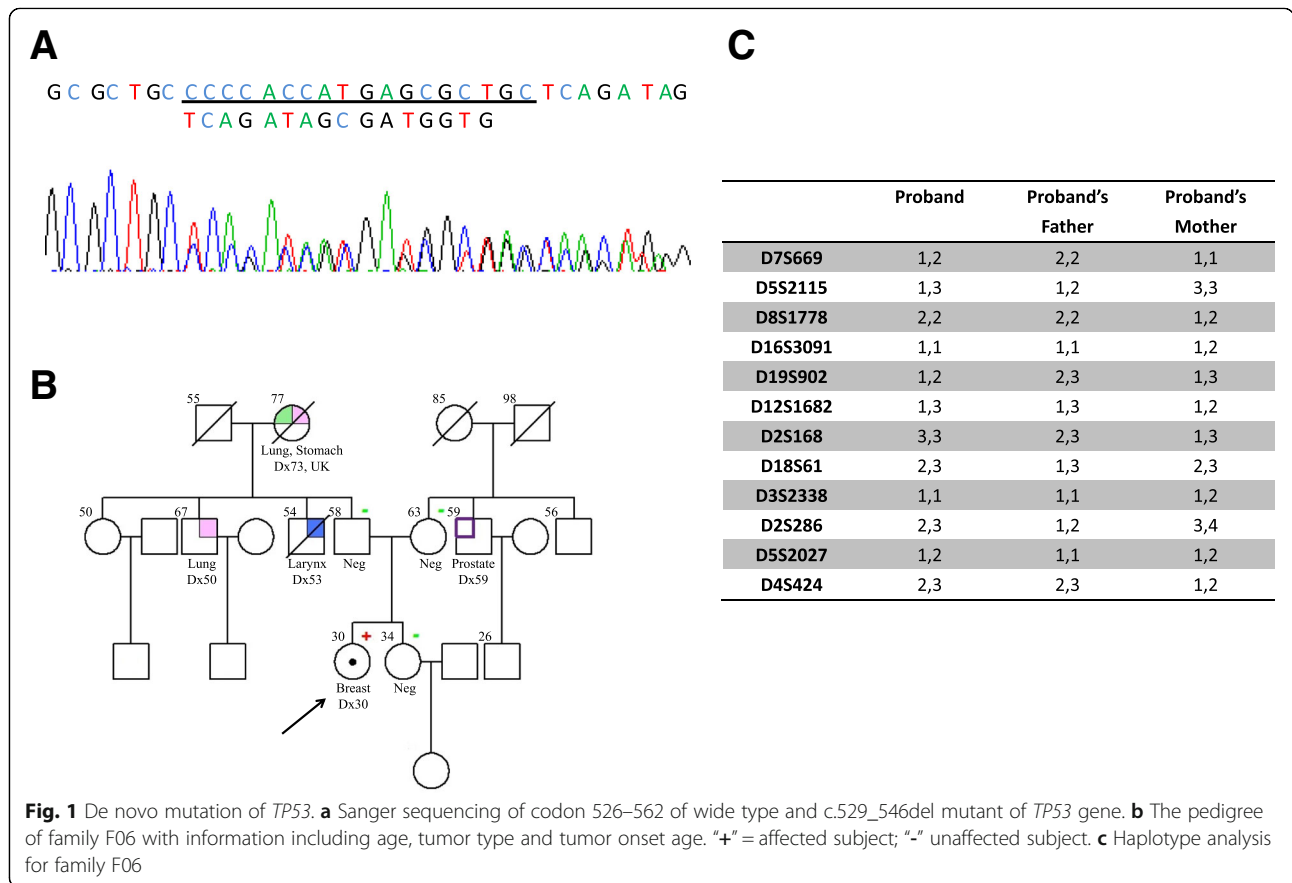 A
GCGCTGCCCCCACCATGAGCGCTGCTCAGATAG
TCAGATAGCGATGGTG
B
55 77 85 98
Lung, Stomach
Dx73, UK
50 67 54 58 - 63 - 59 56
Lung Larynx Neg Neg Prostate
Dx50 Dx53 Dx59
30 + 34 - 26
Breast Neg
Dx30
C
Proband Proband's Proband's
Father Mother
D7S669 1,2 2,2 1,1
D5S2115 1,3 1,2 3,3
D8S1778 2,2 2,2 1,2
D16S3091 1,1 1,1 1,2
D19S902 1,2 2,3 1,3
D12S1682 1,3 1,3 1,2
D2S168 3,3 2,3 1,3
D18S61 2,3 1,3 2,3
D3S2338 1,1 1,1 1,2
D2S286 2,3 1,2 3,4
D5S2027 1,2 1,1 1,2
D4S424 2,3 2,3 1,2
Fig. 1 De novo mutation of TP53. a Sanger sequencing of codon 526–562 of wide type and c.529_546del mutant of TP53 gene. b The pedigree
of family F06 with information including age, tumor type and tumor onset age. "+" = affected subject; "-" unaffected subject. c Haplotype analysis
for family F06